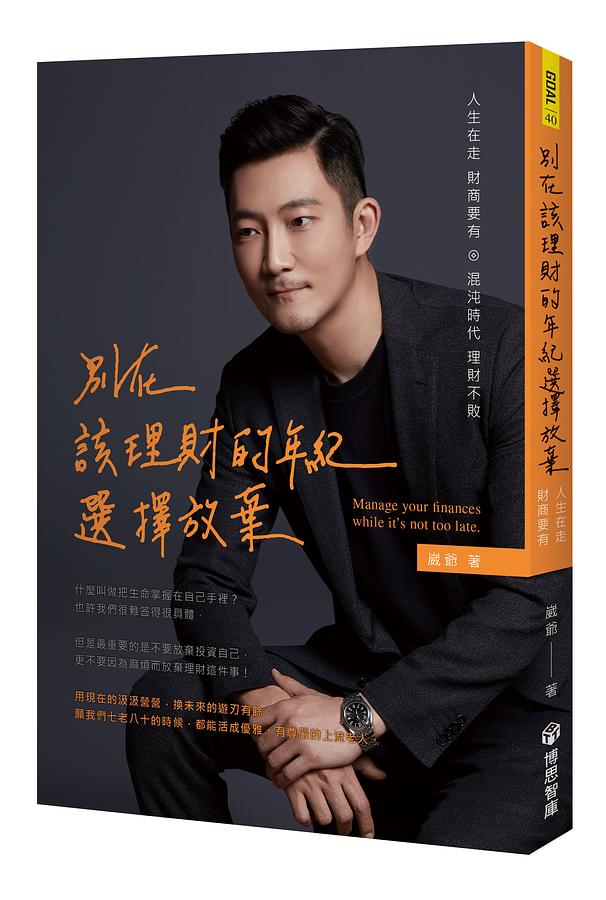 人生在走 財商要有 ◎ 混沌時代 理財不敗
別在
該理財的年紀
選擇放棄
Manage your finances
while it's not too late.
崴爺 著
什麼叫做把生命掌握在自己手裡？
也許我們很難答得很具體，
但是最重要的是不要放棄投資自己，
更不要因為麻煩而放棄理財這件事！
用現在的汲汲營營，換未來的遊刃有餘，
願我們七老八十的時候，都能活成優雅、有尊嚴的上流老人。
GOAL
40
別在該理財的年紀選擇放棄
人生在走
財商要有
崴爺 著
博思智庫